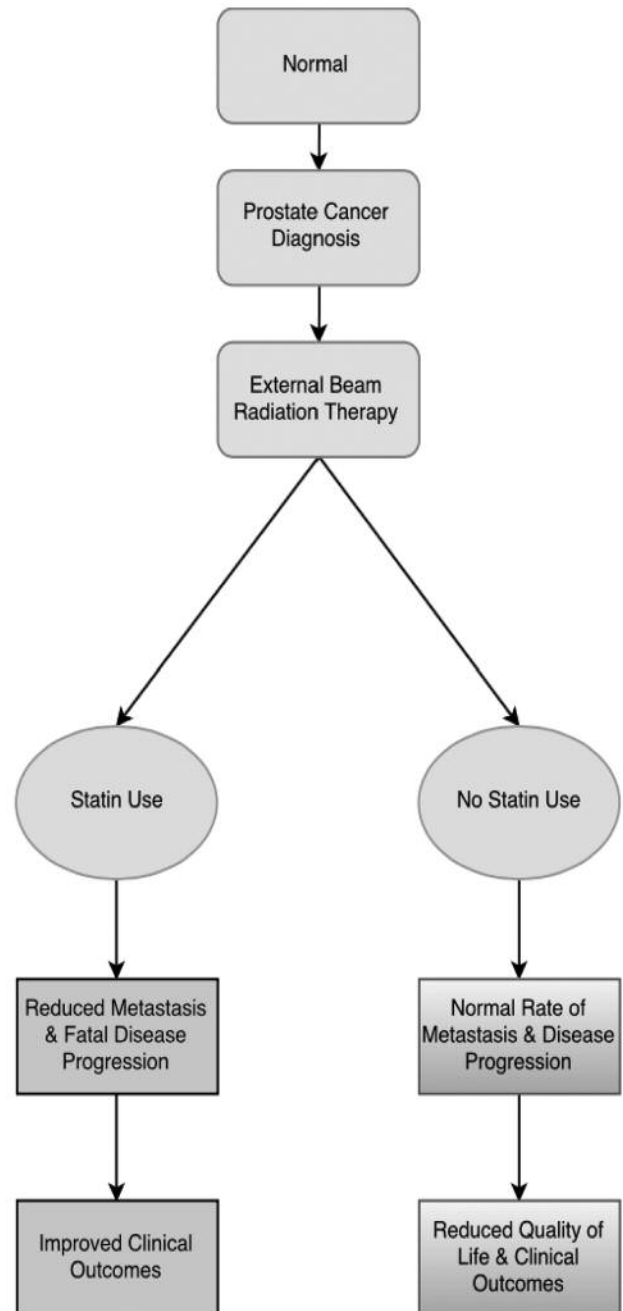 Normal
Prostate Cancer
Diagnosis
External Beam
Radiation Therapy
Statin Use
No Statin Use
Reduced Metastasis
& Fatal Disease
Progression
Normal Rate of
Metastasis & Disease
Progression
Improved Clinical
Outcomes
Reduced Quality of
Life & Clinical
Outcomes